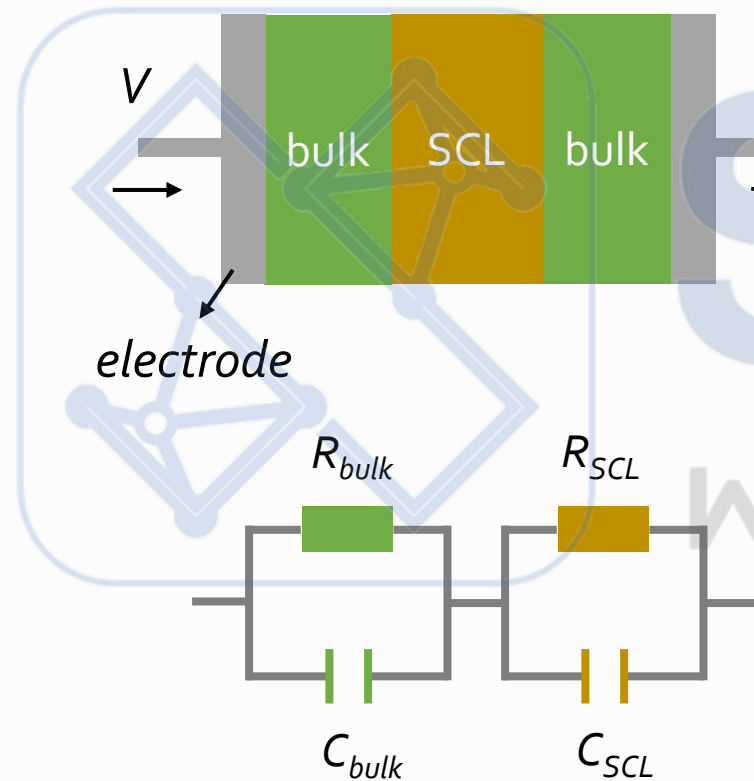 V
bulk SCL bulk
electrode
R_bulk R_SCL
C_bulk C_SCL